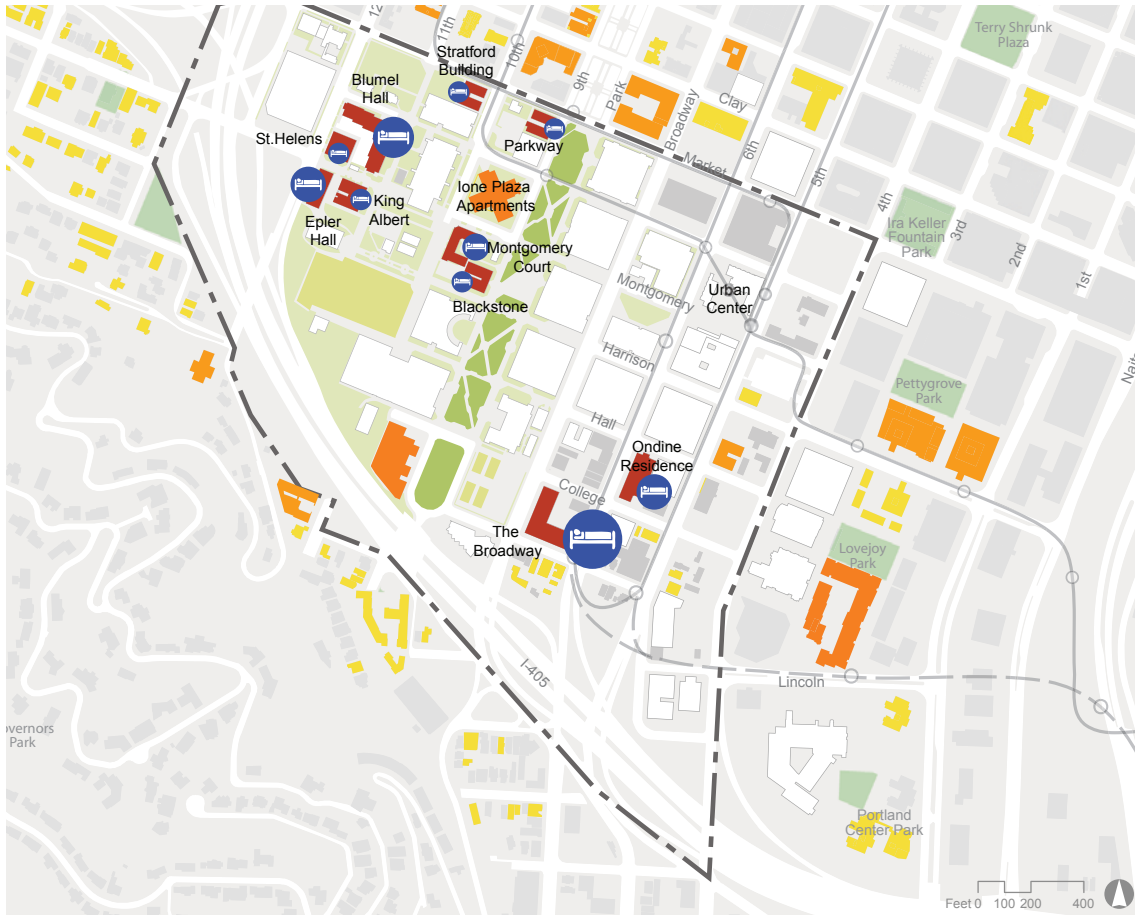 12
11th
10th
Stratford
Building
Blumel
Hall
9th
Park
Broadway
Clay
Terry Shrunk
Plaza
St.Helens
Parkway
Market
6th
5th
4th
Ione Plaza
Apartments
King
Albert
Epler
Hall
Ira Keller
Fountain
Park
3rd
2nd
1st
Montgomery
Court
Blackstone
Montgomery
Urban
Center
Harrison
Nait
Pettygrove
Park
Hall
Ondine
Residence
College
The
Broadway
Lovejoy
Park
I-405
Lincoln
overnors
Park
Portland
Center Park
Feet 0 100 200 400